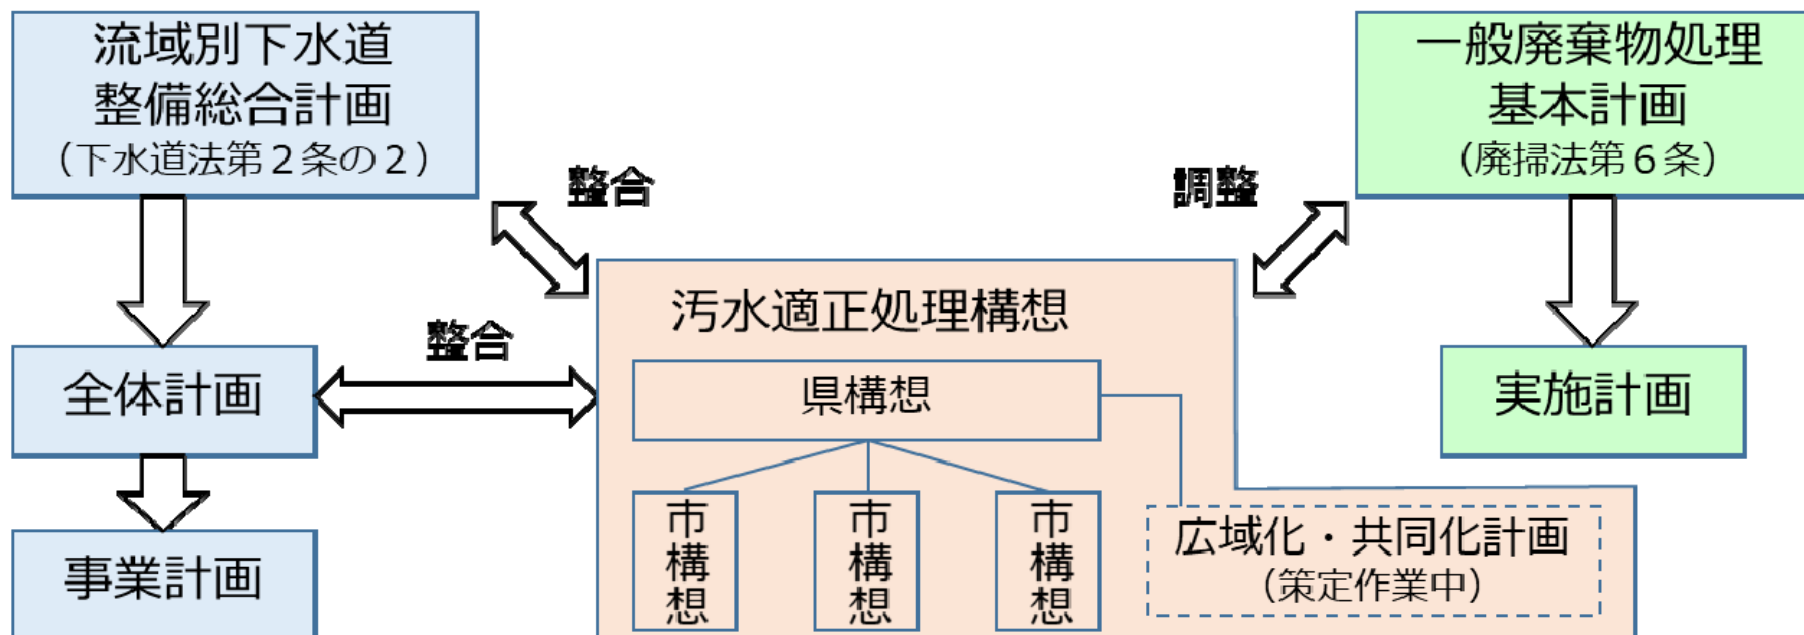 流域別下水道
整備総合計画
（下水道法第２条の２）
一般廃棄物処理
基本計画
（廃掃法第６条）
整合
調整
汚水適正処理構想
整合
全体計画
県構想
実施計画
事業計画
市構想
市構想
市構想
広域化・共同化計画
（策定作業中）